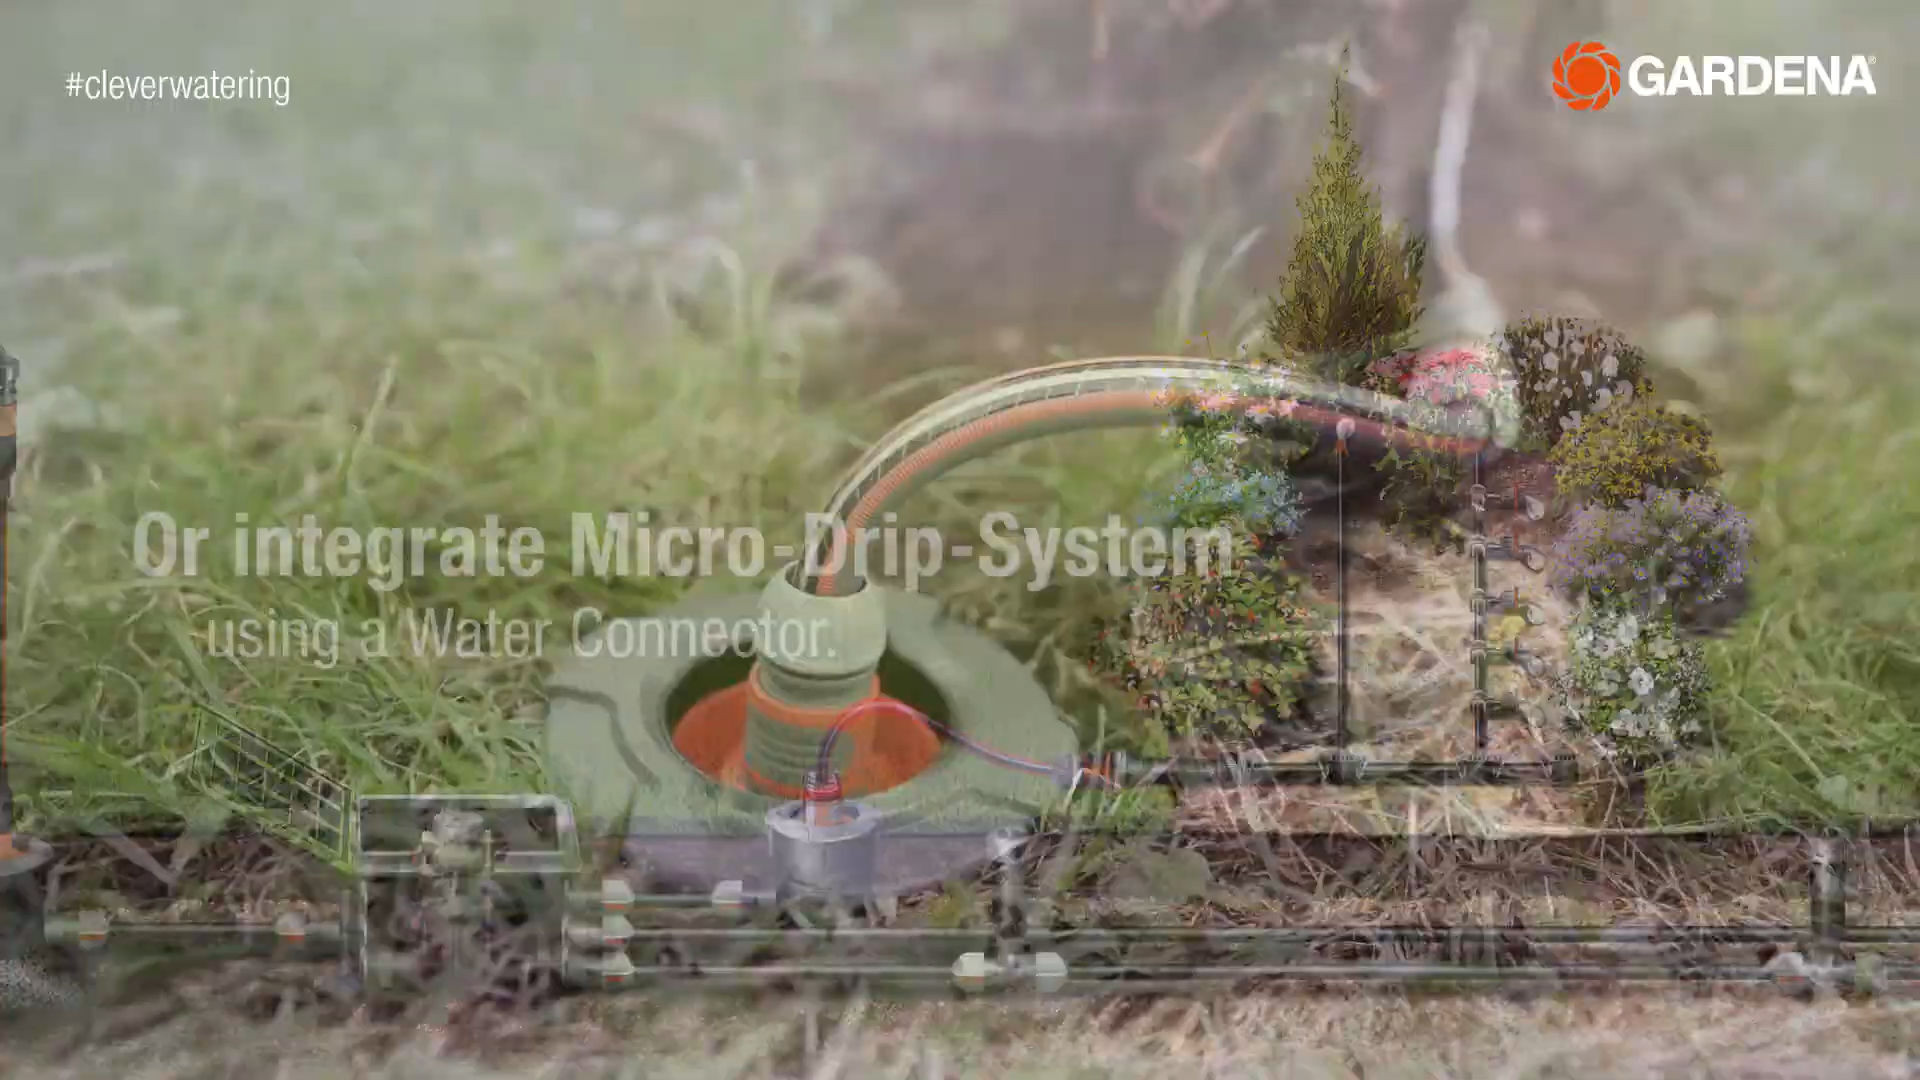 #cleverwatering
GARDENA
Or integrate Micro-Drip-System
using a Water Connector.